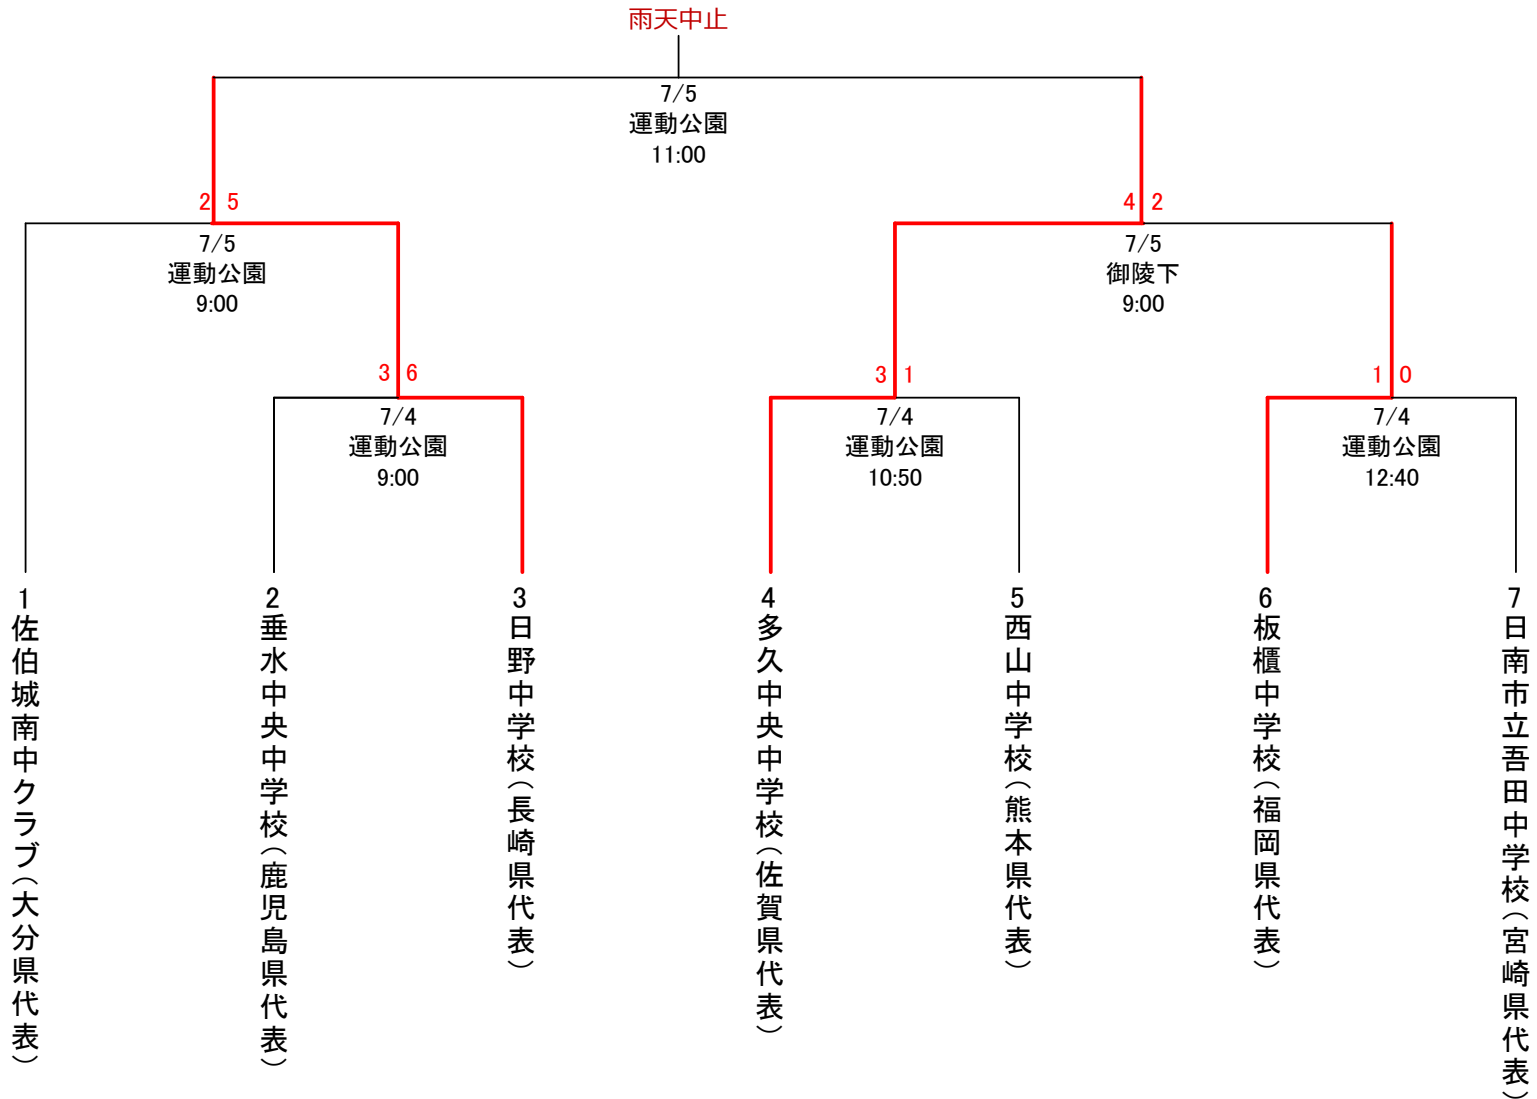 雨天中止
7/5
運動公園
11:00
2 5
7/5
運動公園
9:00
4 2
7/5
御陵下
9:00
3 6
7/4
運動公園
9:00
3 1
7/4
運動公園
10:50
1 0
7/4
運動公園
12:40
1
佐伯城南中クラブ(大分県代表)
2
垂水中央中学校(鹿児島県代表)
3
日野中学校(長崎県代表)
4
多久中央中学校(佐賀県代表)
5
西山中学校(熊本県代表)
6
板櫃中学校(福岡県代表)
7
日南市立吾田中学校(宮崎県代表)